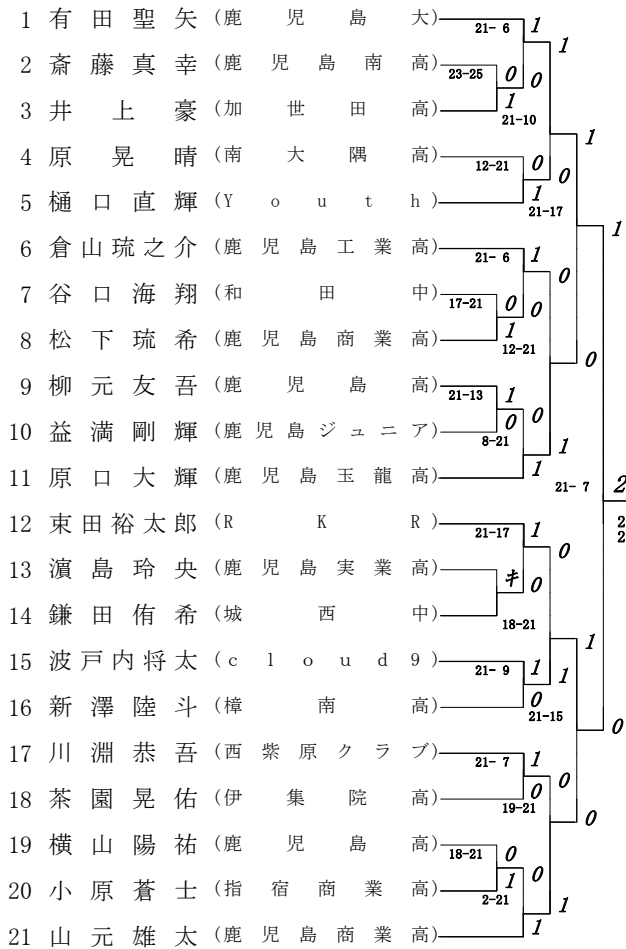 1 有田聖矢 (鹿児島大) 21- 6 1
1
2 斎藤真幸 (鹿児島南高) 23-25 0 0
3 井上豪 (加世田高) 1
21-10
1
4 原晃晴 (南大隅高) 12-21 0 0
5 樋口直輝 (Youth) 1
21-17
1
6 倉山琉之介 (鹿児島工業高) 21- 6 1
0
7 谷口海翔 (和田中) 17-21 0 0
8 松下琉希 (鹿児島商業高) 1
12-21
0
9 柳元友吾 (鹿児島高) 21-13 1
10 益満剛輝 (鹿児島ジュニア) 0 0
8-21
1
11 原口大輝 (鹿児島玉龍高) 1
21- 7 2
12 束田裕太郎 (RKR) 21-17 1
2
2
0
13 濵島玲央 (鹿児島実業高) キ 0
14 鎌田侑希 (城西中) 18-21
1
15 波戸内将太 (cloud9) 21- 9 1 1
16 新澤陸斗 (樟南高) 0
21-15
0
17 川淵恭吾 (西紫原クラブ) 21- 7 1
0
18 茶園晃佑 (伊集院高) 0
19-21
0
19 横山陽祐 (鹿児島高) 18-21 0
20 小原蒼士 (指宿商業高) 1 0
2-21
1
21 山元雄太 (鹿児島商業高) 1